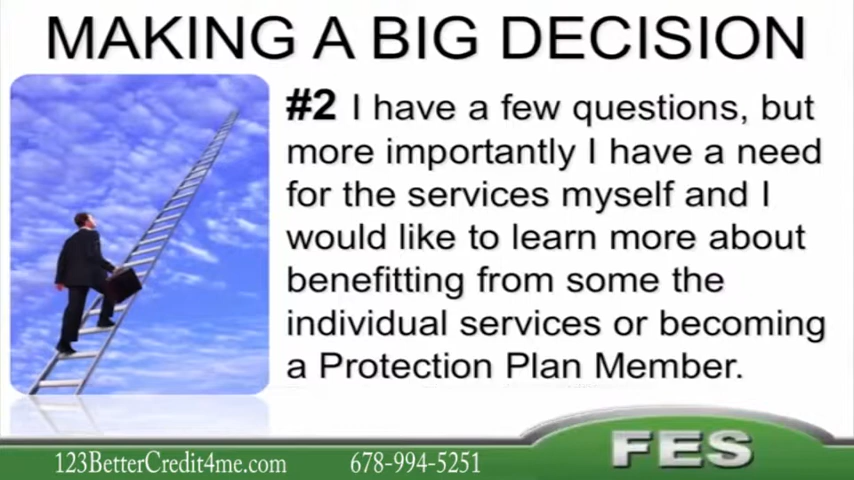 MAKING A BIG DECISION
#2 I have a few questions, but
more importantly I have a need
for the services myself and I
would like to learn more about
benefitting from some the
individual services or becoming
a Protection Plan Member.
FES
123BetterCredit4me.com 678-994-5251